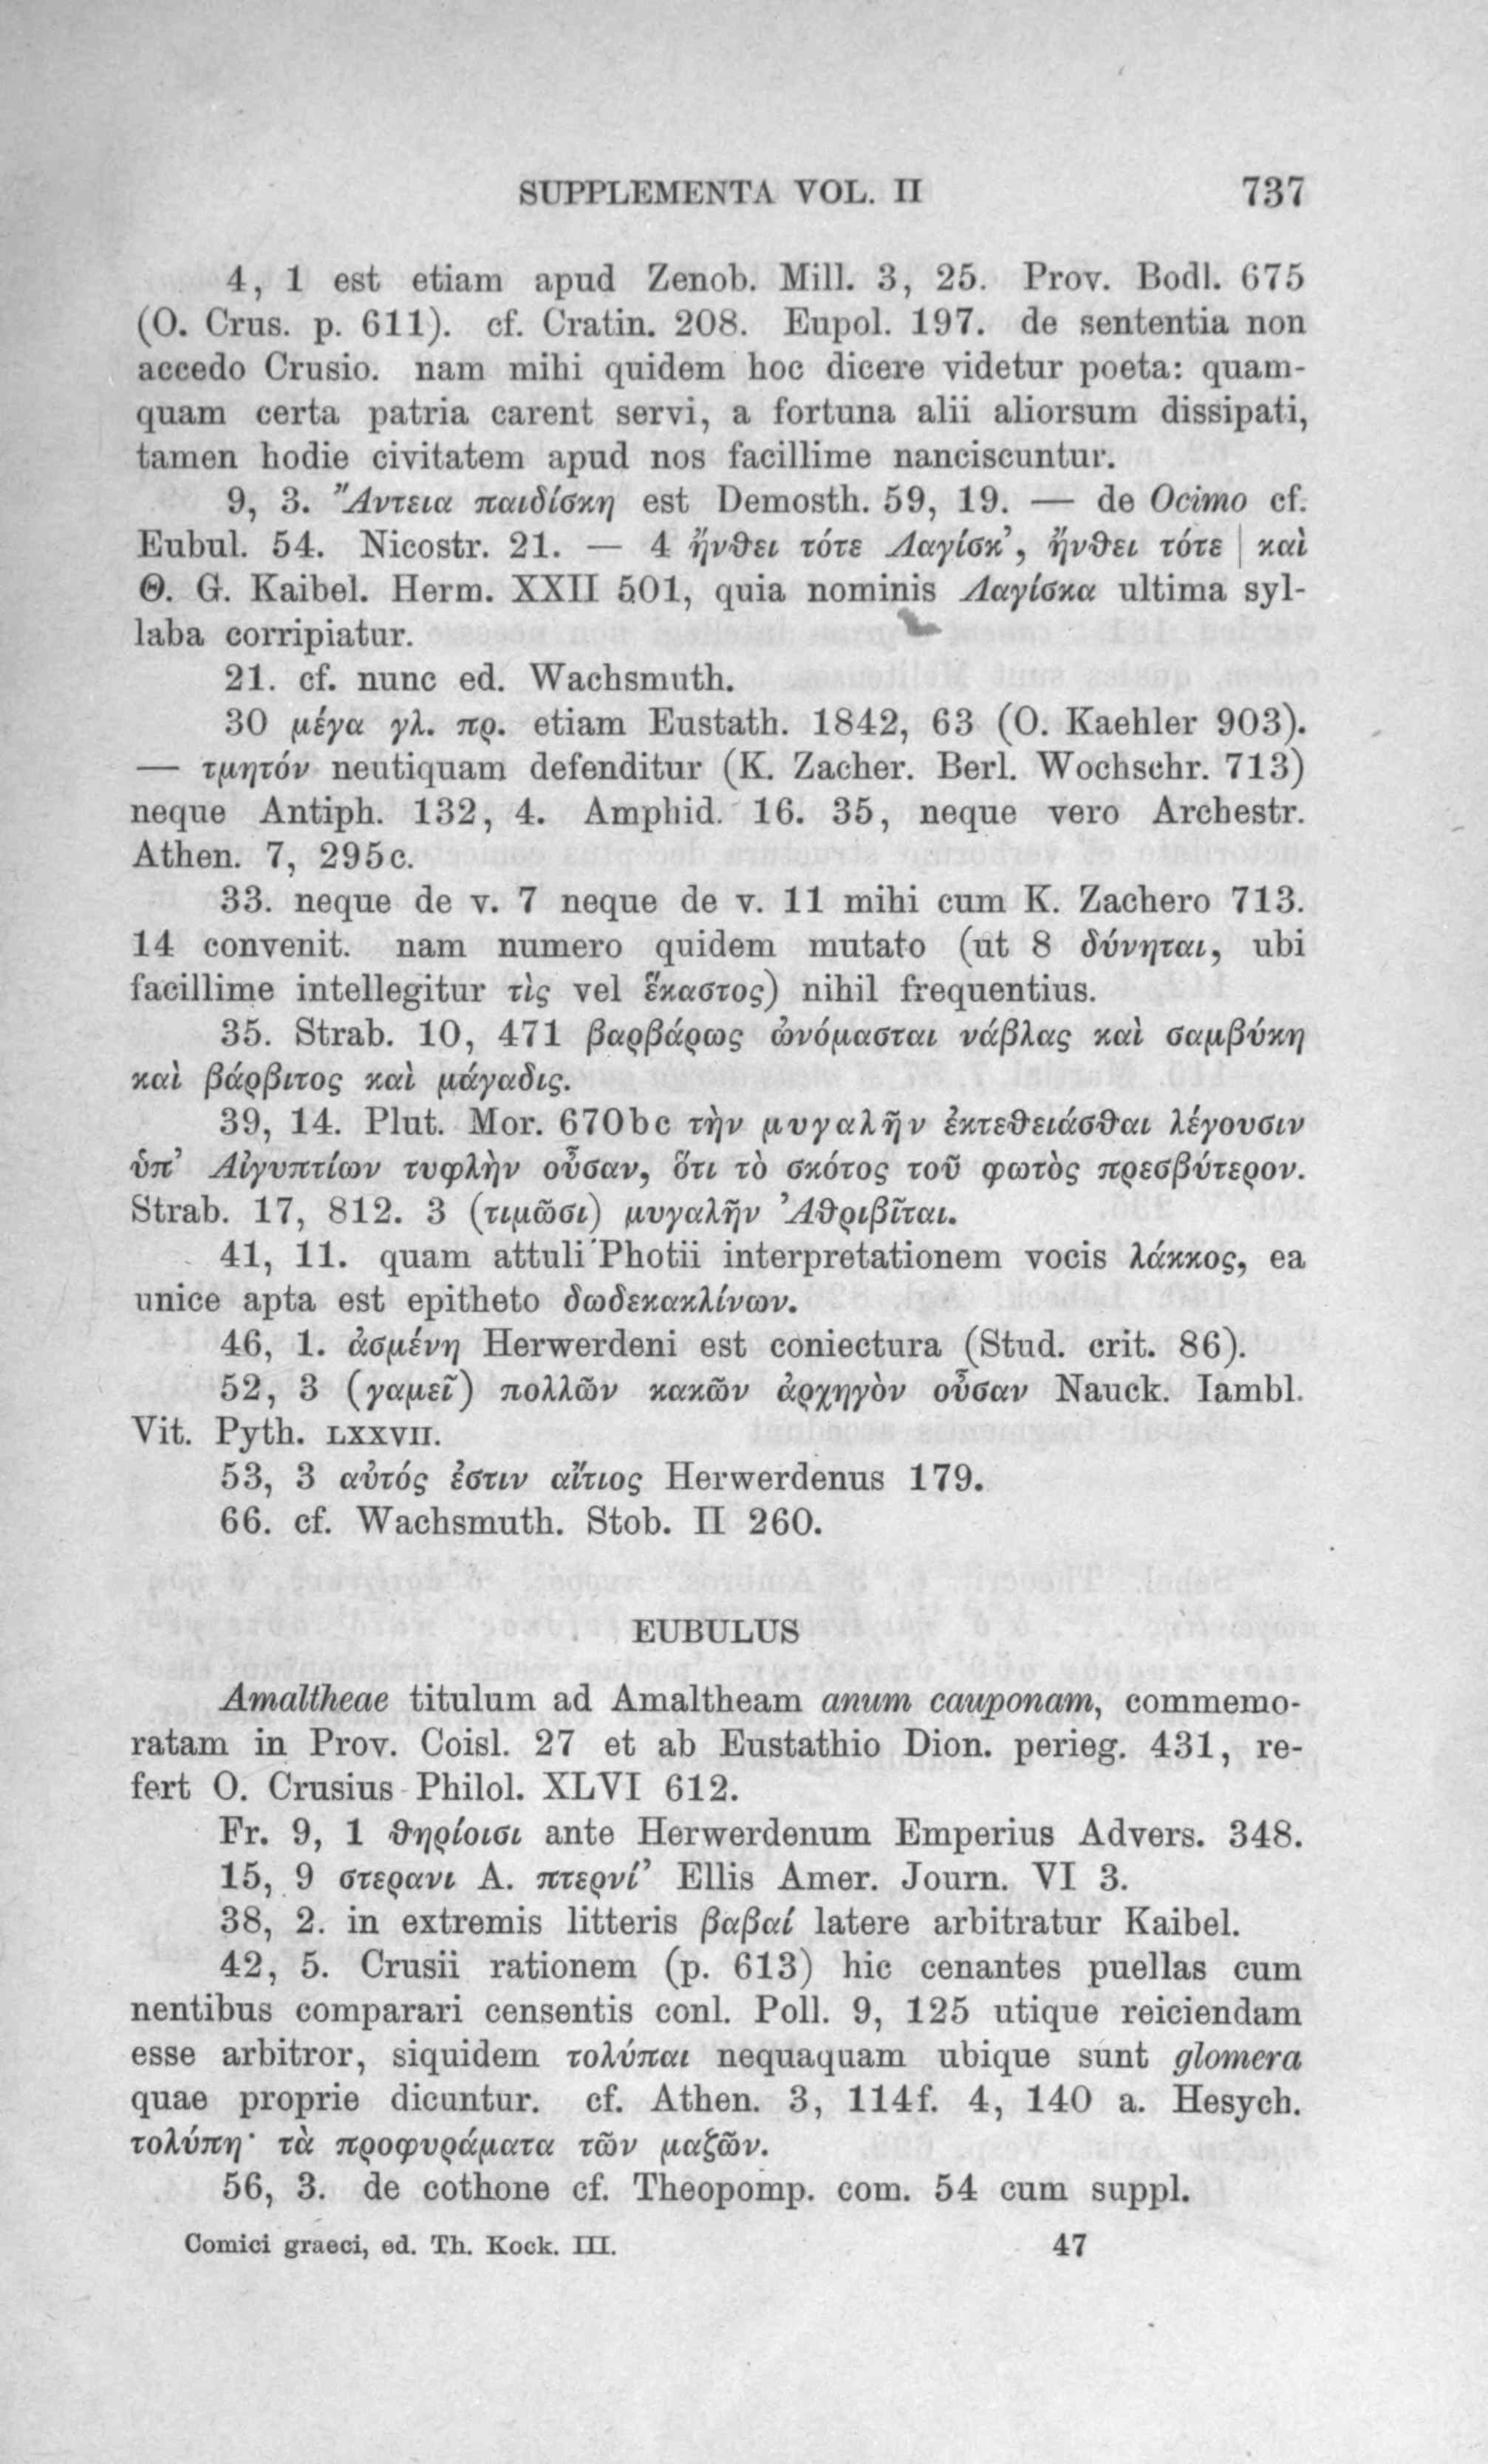 SUPPLEMENTA VOL. II 737
4, 1 est etiam apud Zenob. Mill. 3, 25. Prov. Bodl. 675
(O. Crus. p. 611). cf. Cratin. 208. Eupol. 197. de sententia non
accedo Crusio. nam mihi quidem hoc dicere videtur poeta: quam-
quam certa patria carent servi, a fortuna alii aliorsum dissipati,
tamen hodie civitatem apud nos facillime nanciscuntur.
9, 3. Ἄντεια παιδίσκη est Demosth. 59, 19. — de Ocimo cf.
Eubul. 54. Nicostr. 21. — 4 ἤνθει τότε Λαγίσκ’, ἤνθει τότε | καὶ
Θ. G. Kaibel. Herm. XXII 501, quia nominis Λαγίσκα ultima syl-
laba corripiatur.
21. cf. nunc ed. Wachsmuth.
30 μέγα γλ. πρ. etiam Eustath. 1842, 63 (O. Kaehler 903).
— τμητόν neutiquam defenditur (K. Zacher. Berl. Wochschr. 713)
neque Antiph. 132, 4. Amphid. 16. 35, neque vero Archestr.
Athen. 7, 295c.
33. neque de v. 7 neque de v. 11 mihi cum K. Zachero 713.
14 convenit. nam numero quidem mutato (ut 8 δύνηται, ubi
facillime intellegitur τὶς vel ἕκαστος) nihil frequentius.
35. Strab. 10, 471 βαρβάρως ὠνόμασται νάβλας καὶ σαμβύκη
καὶ βάρβιτος καὶ μάγαδις.
39, 14. Plut. Mor. 670bc τὴν μυγαλῆν ἐκτεθειάσθαι λέγουσιν
ὑπ’ Αἰγυπτίων τυφλὴν οὖσαν, ὅτι τὸ σκότος τοῦ φωτὸς πρεσβύτερον.
Strab. 17, 812. 3 (τιμῶσι) μυγαλῆν Ἀθριβῖται.
41, 11. quam attuli Photii interpretationem vocis λάκκος, ea
unice apta est epitheto δωδεκακλίνων.
46, 1. ἀσμένη Herwerdeni est coniectura (Stud. crit. 86).
52, 3 (γαμεῖ) πολλῶν κακῶν ἀρχηγὸν οὖσαν Nauck. Iambl.
Vit. Pyth. LXXVII.
53, 3 αὐτός ἐστιν αἴτιος Herwerdenus 179.
66. cf. Wachsmuth. Stob. II 260.
EUBULUS
Amaltheae titulum ad Amaltheam anum cauponam, commemo-
ratam in Prov. Coisl. 27 et ab Eustathio Dion. perieg. 431, re-
fert O. Crusius Philol. XLVI 612.
Fr. 9, 1 θηρίοισι ante Herwerdenum Emperius Advers. 348.
15, 9 στερανι A. πτερνί’ Ellis Amer. Journ. VI 3.
38, 2. in extremis litteris βαβαί latere arbitratur Kaibel.
42, 5. Crusii rationem (p. 613) hic cenantes puellas cum
nentibus comparari censentis conl. Poll. 9, 125 utique reiciendam
esse arbitror, siquidem τολύπαι nequaquam ubique sunt glomera
quae proprie dicuntur. cf. Athen. 3, 114f. 4, 140 a. Hesych.
τολύπη· τὰ προφυράματα τῶν μαζῶν.
56, 3. de cothone cf. Theopomp. com. 54 cum suppl.
Comici graeci, ed. Th. Kock. III. 47